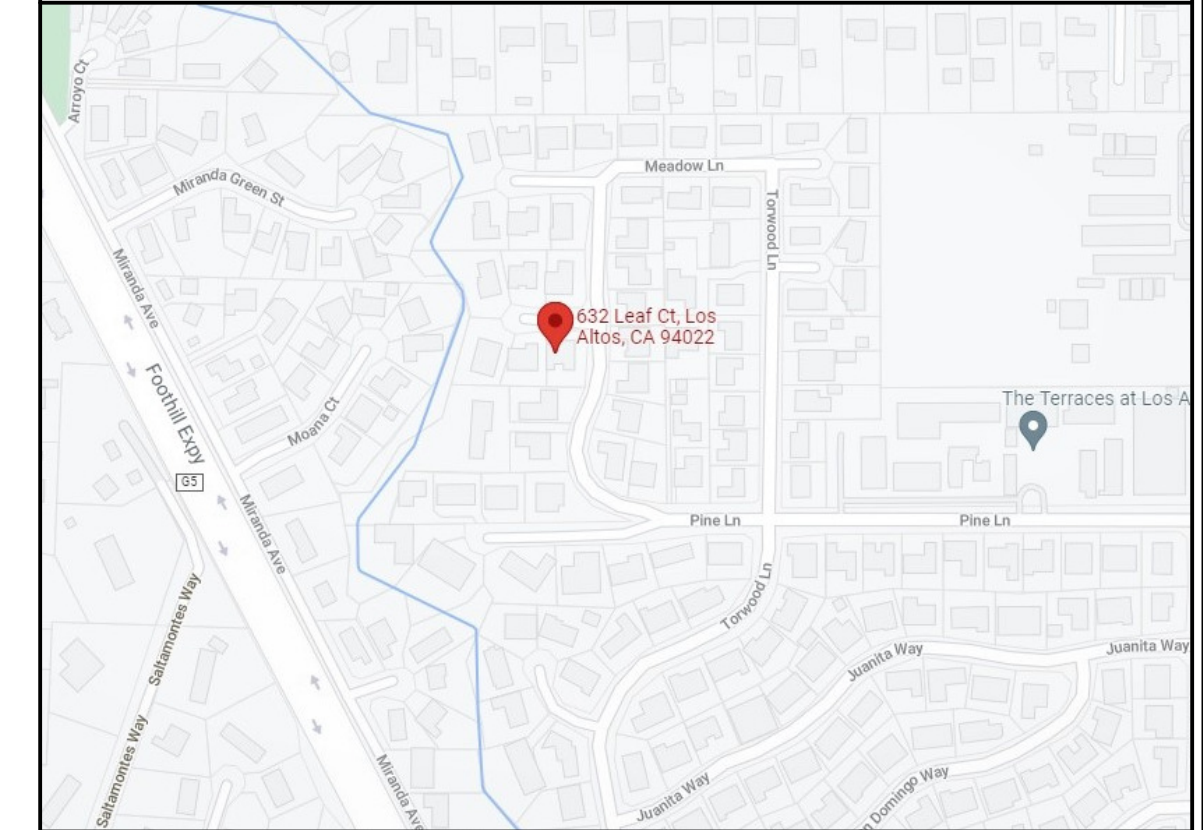 Arroyo Ct
Meadow Ln
Miranda Green St
Torwood Ln
Miranda Ave
632 Leaf Ct, Los
Altos, CA 94022
Foothill Expy
The Terraces at Los A
Moana Ct
G5
Miranda Ave
Pine Ln
Pine Ln
Saltamontes Way
Torwood Ln
Juanita Way
Juanita Way
Saltamontes Way
Miranda Ave
Juanita Way
n Domingo Way